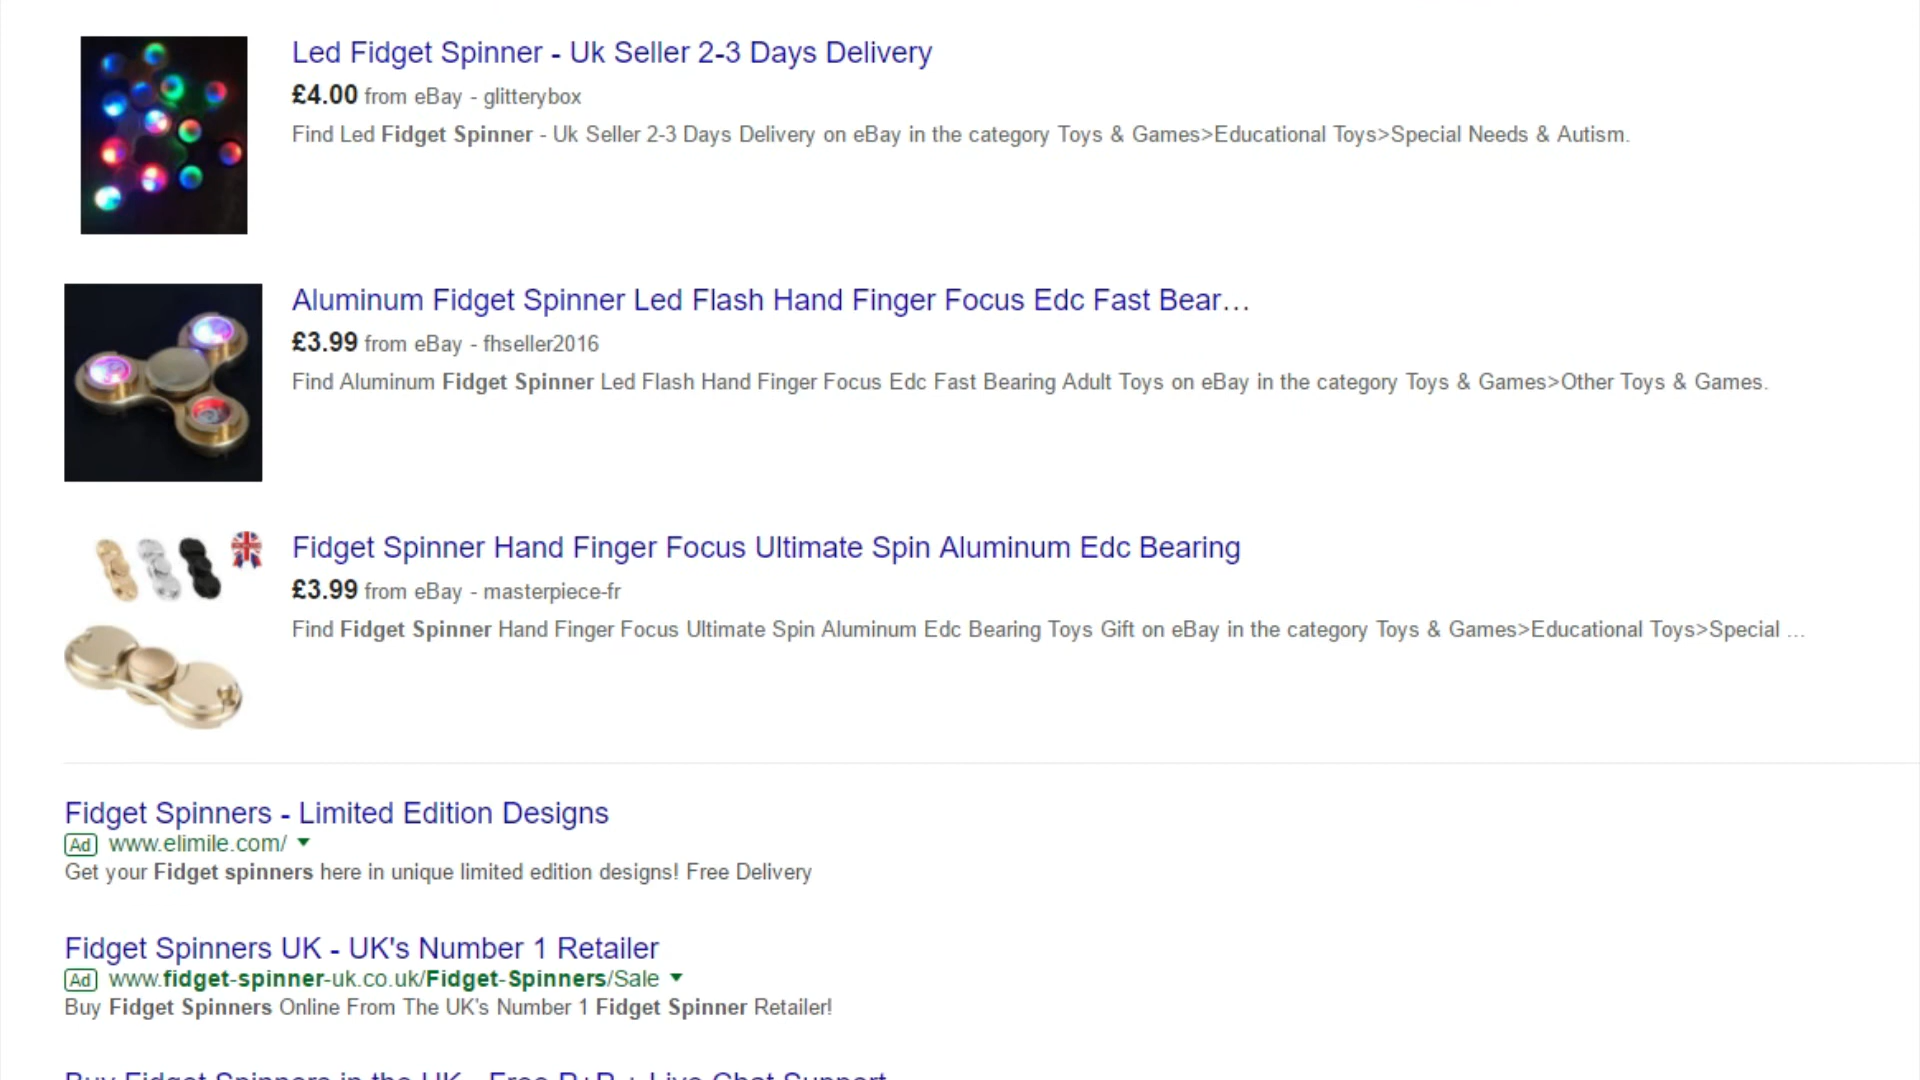 Led Fidget Spinner - Uk Seller 2-3 Days Delivery
£4.00 from eBay - glitterybox
Find Led Fidget Spinner - Uk Seller 2-3 Days Delivery on eBay in the category Toys & Games>Educational Toys>Special Needs & Autism.
Aluminum Fidget Spinner Led Flash Hand Finger Focus Edc Fast Bear...
£3.99 from eBay - fhseller2016
Find Aluminum Fidget Spinner Led Flash Hand Finger Focus Edc Fast Bearing Adult Toys on eBay in the category Toys & Games>Other Toys & Games.
Fidget Spinner Hand Finger Focus Ultimate Spin Aluminum Edc Bearing
£3.99 from eBay - masterpiece-fr
Find Fidget Spinner Hand Finger Focus Ultimate Spin Aluminum Edc Bearing Toys Gift on eBay in the category Toys & Games>Educational Toys>Special ...
Fidget Spinners - Limited Edition Designs
Ad www.elimile.com/
Get your Fidget spinners here in unique limited edition designs! Free Delivery
Fidget Spinners UK - UK's Number 1 Retailer
Ad www.fidget-spinner-uk.co.uk/Fidget-Spinners/Sale
Buy Fidget Spinners Online From The UK's Number 1 Fidget Spinner Retailer!
Buy Fidget Spinners in the UK - Free P+P + Live Chat Support